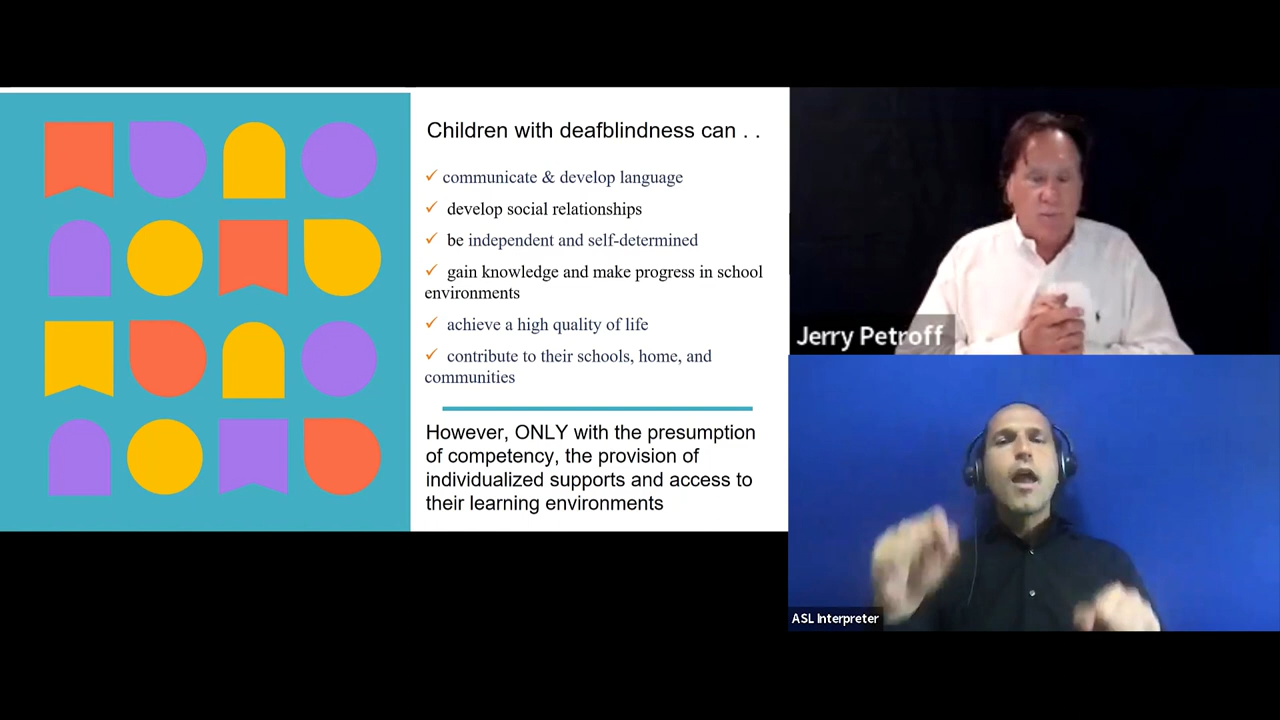 Children with deafblindness can . .
✓ communicate & develop language
✓ develop social relationships
✓ be independent and self-determined
✓ gain knowledge and make progress in school
environments
✓ achieve a high quality of life
✓ contribute to their schools, home, and
communities
However, ONLY with the presumption
of competency, the provision of
individualized supports and access to
their learning environments
Jerry Petroff
ASL Interpreter